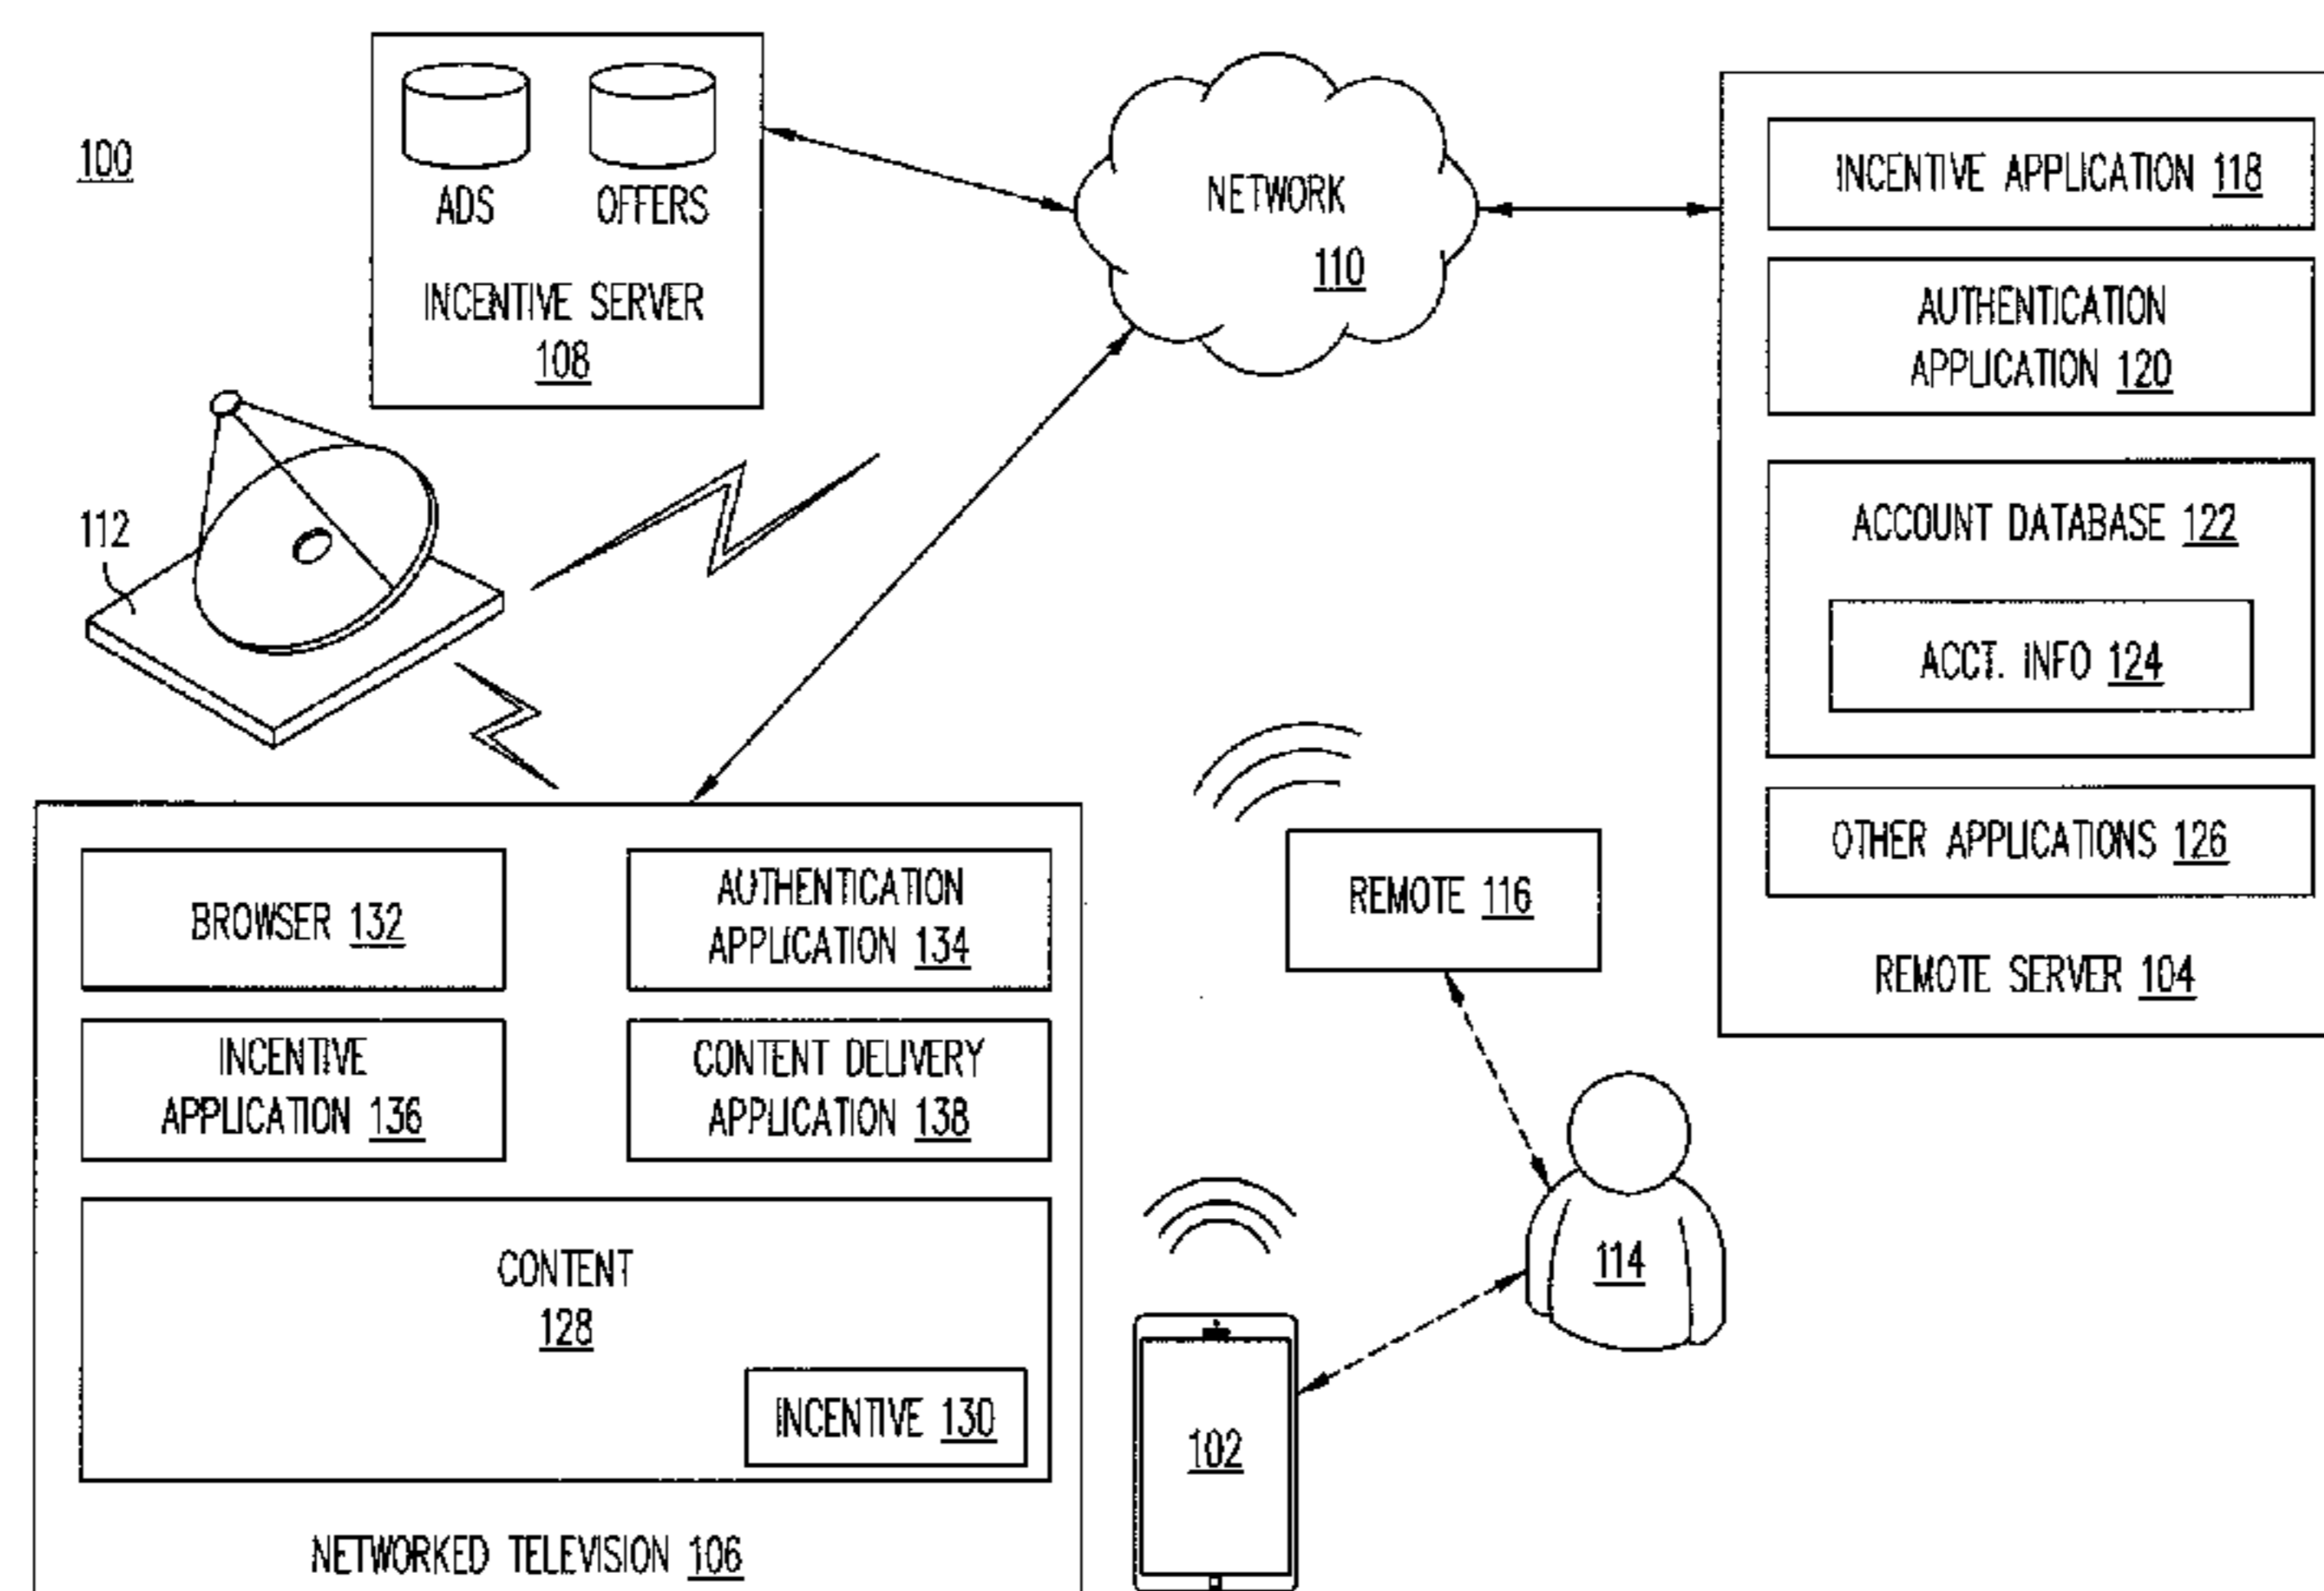 100
ADS
OFFERS
INCENTIVE SERVER
108
NETWORK
110
INCENTIVE APPLICATION 118
AUTHENTICATION
APPLICATION 120
ACCOUNT DATABASE 122
ACCT. INFO 124
OTHER APPLICATIONS 126
REMOTE SERVER 104
112
BROWSER 132
AUTHENTICATION
APPLICATION 134
INCENTIVE
APPLICATION 136
CONTENT DELIVERY
APPLICATION 138
CONTENT
128
INCENTIVE 130
NETWORKED TELEVISION 106
REMOTE 116
114
102